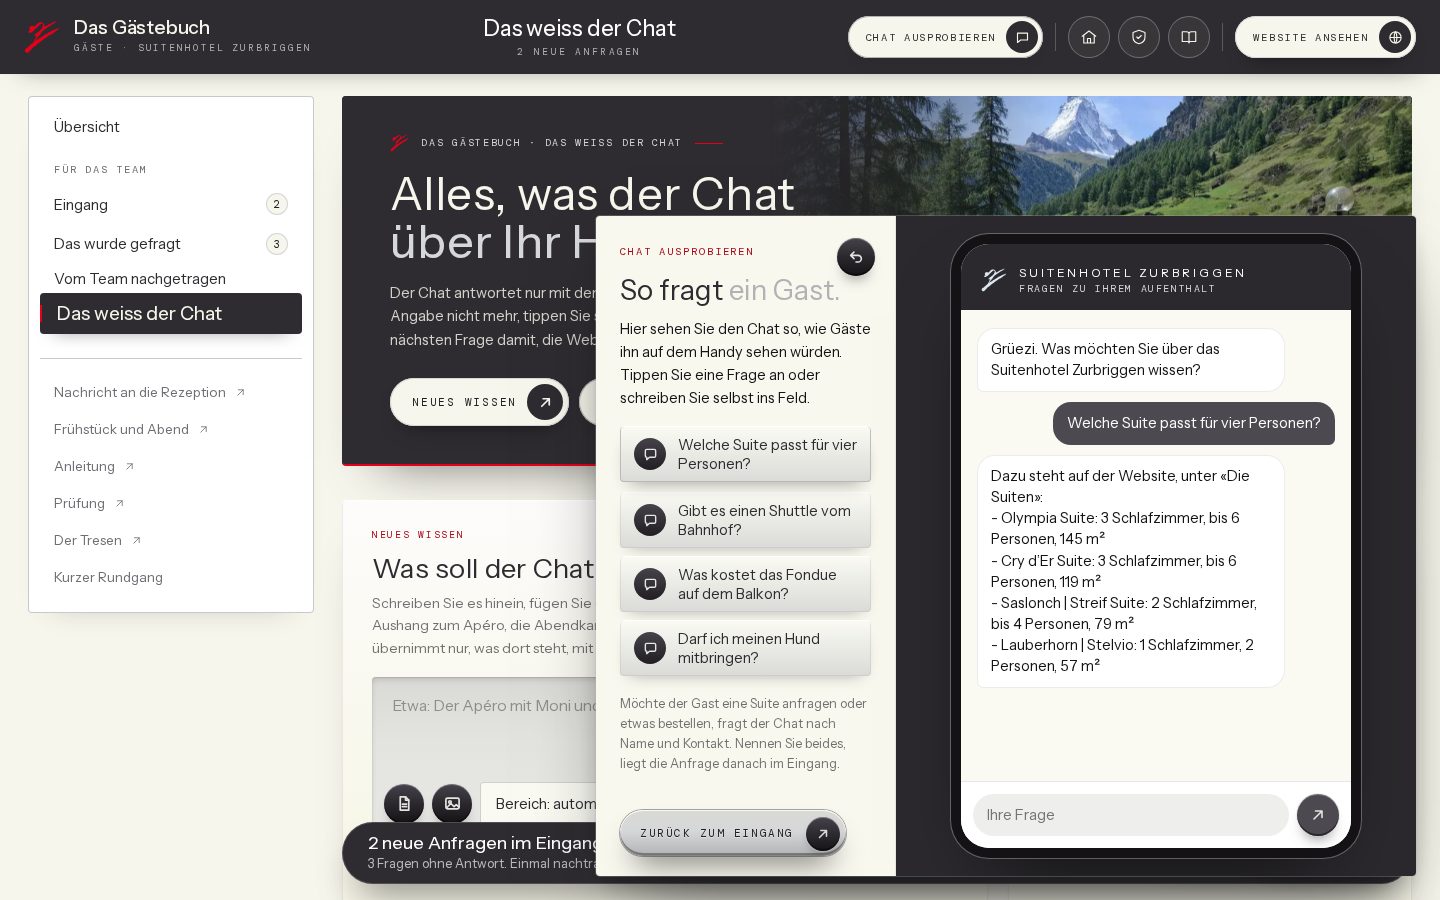 Das Gästebuch
GÄSTE · SUITENHOTEL ZURBRIGGEN
Das weiss der Chat
2 NEUE ANFRAGEN
CHAT AUSPROBIEREN
WEBSITE ANSEHEN
Übersicht
FÜR DAS TEAM
Eingang 2
Das wurde gefragt 3
Vom Team nachgetragen
Das weiss der Chat
Nachricht an die Rezeption
Frühstück und Abend
Anleitung
Prüfung
Der Tresen
Kurzer Rundgang
DAS GÄSTEBUCH · DAS WEISS DER CHAT
Alles, was der Chat
über Ihr H
Der Chat antwortet nur mit der
Angabe nicht mehr, tippen Sie
nächsten Frage damit, die Web
NEUES WISSEN
NEUES WISSEN
Was soll der Chat
Schreiben Sie es hinein, fügen Sie
Aushang zum Apéro, die Abendkar
übernimmt nur, was dort steht, mit
Etwa: Der Apéro mit Moni und
Bereich: autom
2 neue Anfragen im Eingang
3 Fragen ohne Antwort. Einmal nachtra
CHAT AUSPROBIEREN
So fragt ein Gast.
Hier sehen Sie den Chat so, wie Gäste
ihn auf dem Handy sehen würden.
Tippen Sie eine Frage an oder
schreiben Sie selbst ins Feld.
Welche Suite passt für vier
Personen?
Gibt es einen Shuttle vom
Bahnhof?
Was kostet das Fondue
auf dem Balkon?
Darf ich meinen Hund
mitbringen?
Möchte der Gast eine Suite anfragen oder
etwas bestellen, fragt der Chat nach
Name und Kontakt. Nennen Sie beides,
liegt die Anfrage danach im Eingang.
ZURÜCK ZUM EINGANG
SUITENHOTEL ZURBRIGGEN
FRAGEN ZU IHREM AUFENTHALT
Grüezi. Was möchten Sie über das
Suitenhotel Zurbriggen wissen?
Welche Suite passt für vier Personen?
Dazu steht auf der Website, unter «Die
Suiten»:
- Olympia Suite: 3 Schlafzimmer, bis 6
Personen, 145 m²
- Cry d'Er Suite: 3 Schlafzimmer, bis 6
Personen, 119 m²
- Saslonch | Streif Suite: 2 Schlafzimmer,
bis 4 Personen, 79 m²
- Lauberhorn | Stelvio: 1 Schlafzimmer, 2
Personen, 57 m²
Ihre Frage